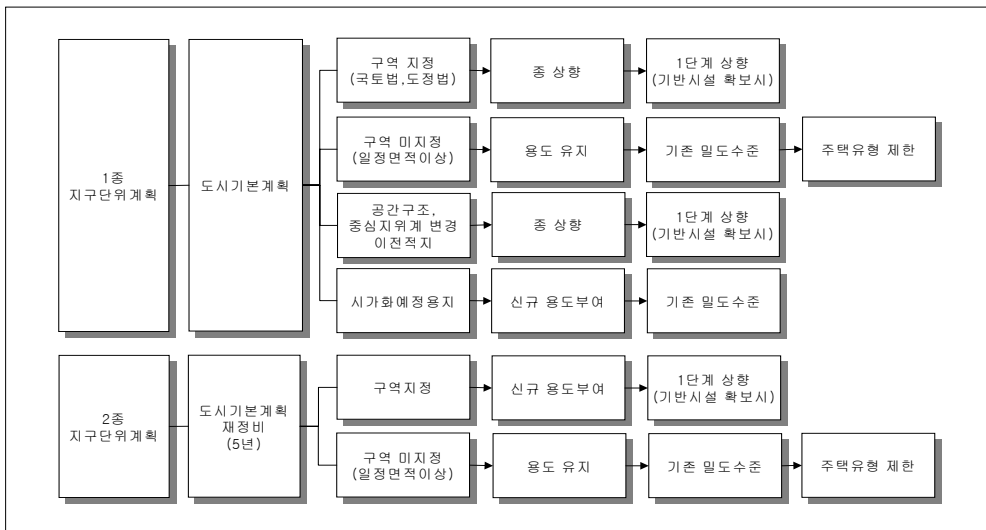 1종
지구단위계획
도시기본계획
구역 지정
(국토법,도정법)
종 상향
1단계 상향
(기반시설 확보시)
구역 미지정
(일정면적이상)
용도 유지
기존 밀도수준
주택유형 제한
공간구조,
중심지위계 변경
이전적지
종 상향
1단계 상향
(기반시설 확보시)
시가화예정용지
신규 용도부여
기존 밀도수준
2종
지구단위계획
도시기본계획
재정비
(5년)
구역지정
신규 용도부여
1단계 상향
(기반시설 확보시)
구역 미지정
(일정면적이상)
용도 유지
기존 밀도수준
주택유형 제한